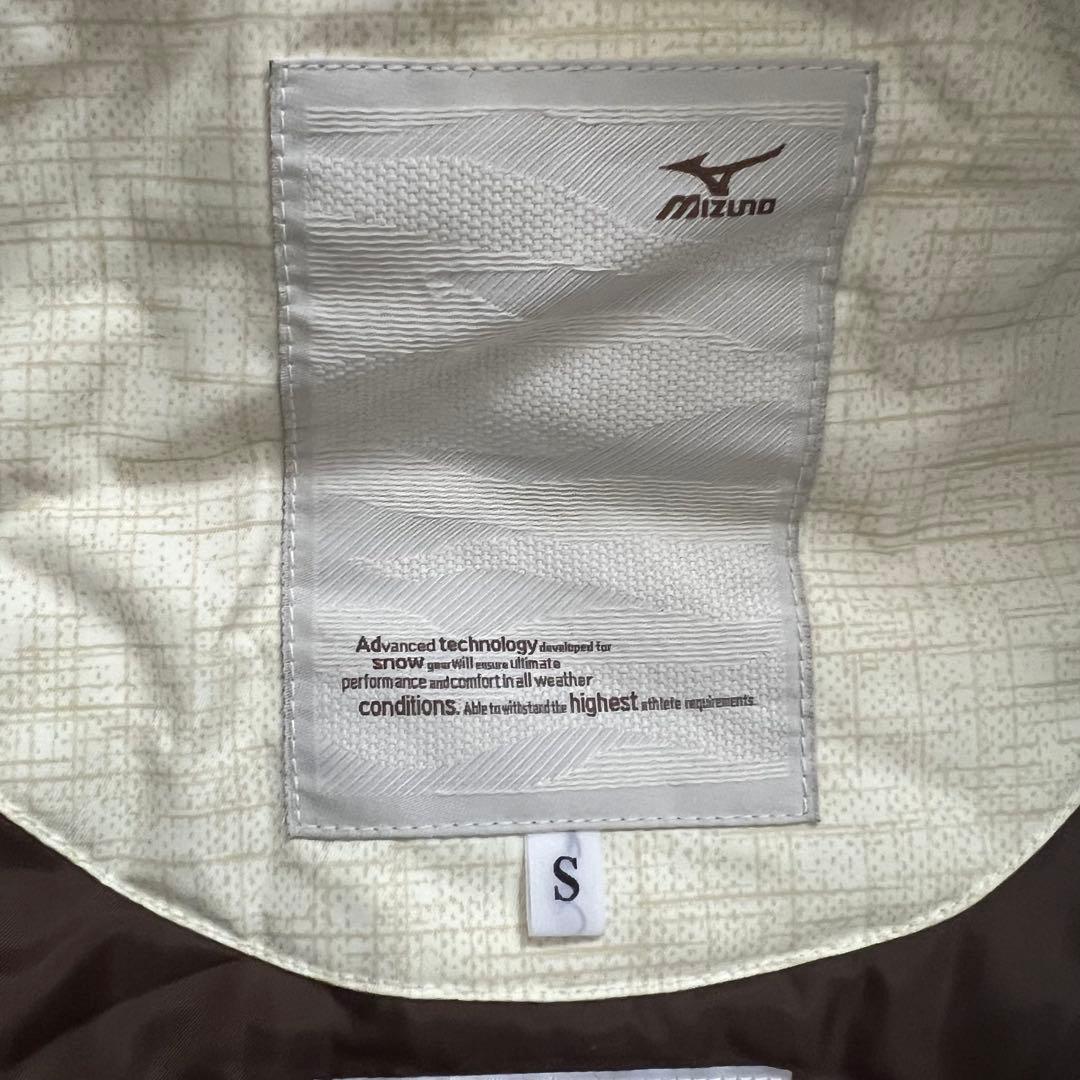 MIZUNO
Advanced technology developed for
snow gear will ensure ultimate
performance and comfort in all weather
conditions. Able to withstand the highest athlete requirements.
S